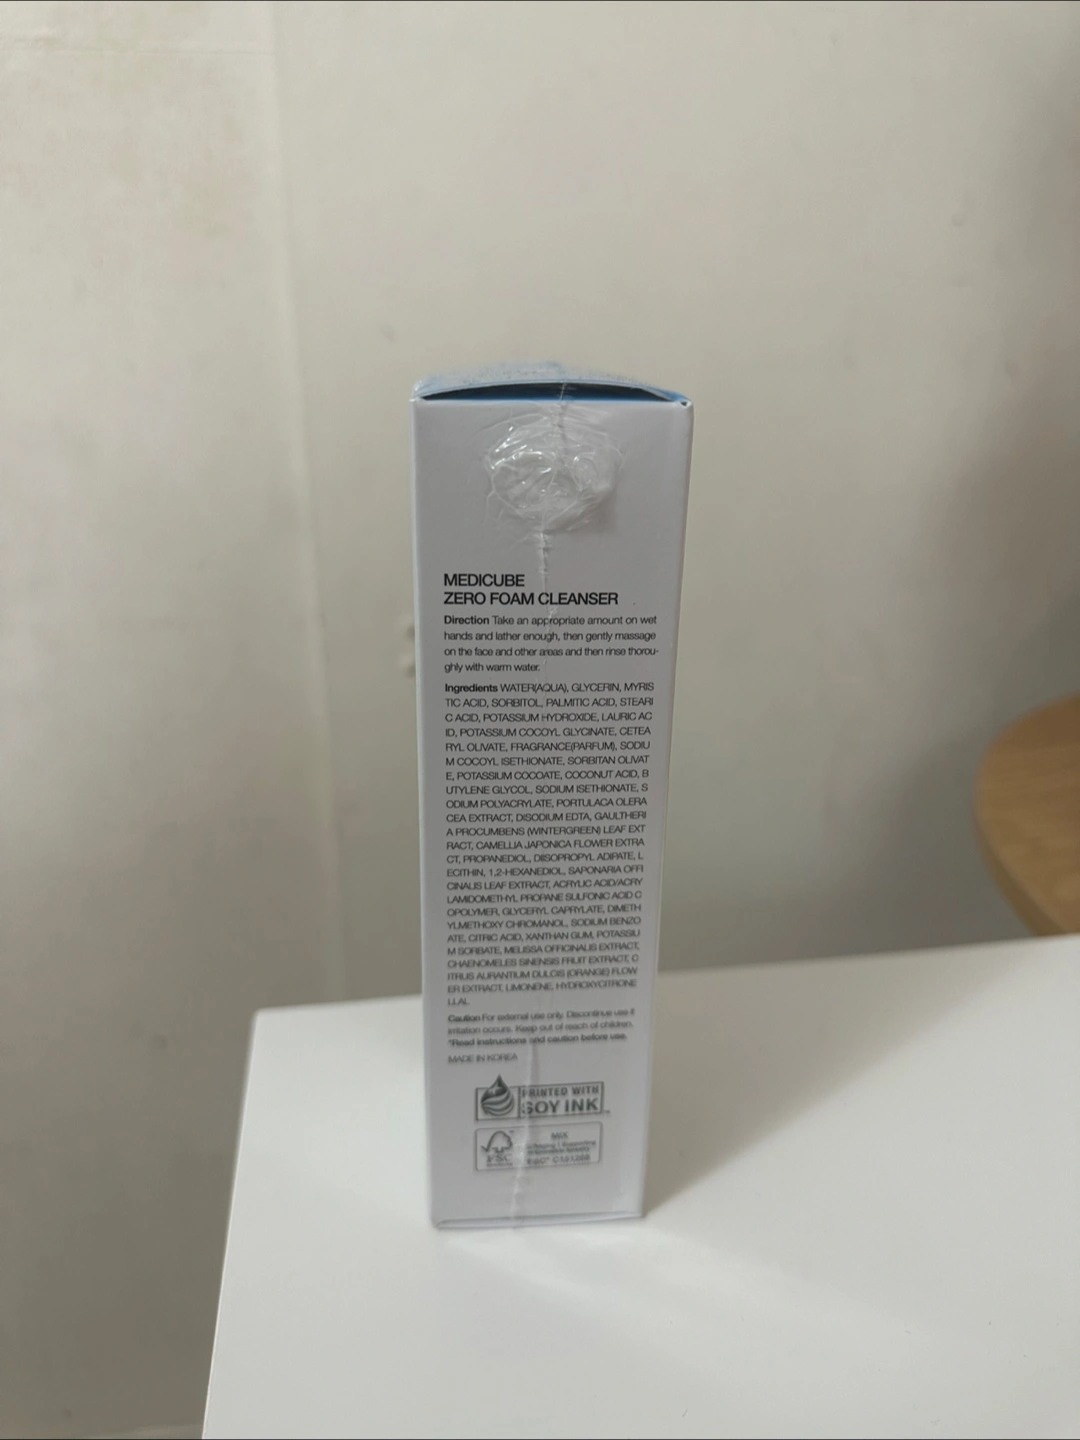 MEDICUBE
ZERO FOAM CLEANSER
Direction Take an appropriate amount on wet
hands and lather enough, then gently massage
on the face and other areas and then rinse thorou-
ghly with warm water.
Ingredients WATER(AQUA), GLYCERIN, MYRIS
TIC ACID, SORBITOL, PALMITIC ACID, STEARI
C ACID, POTASSIUM HYDROXIDE, LAURIC AC
ID, POTASSIUM COCOYL GLYCINATE, CETEA
RYL OLIVATE, FRAGRANCE(PARFUM), SODIU
M COCOYL ISETHIONATE, SORBITAN OLIVAT
E, POTASSIUM COCOATE, COCONUT ACID, B
UTYLENE GLYCOL, SODIUM ISETHIONATE, S
ODIUM POLYACRYLATE, PORTULACA OLERA
CEA EXTRACT, DISODIUM EDTA, GAULTHERI
A PROCUMBENS (WINTERGREEN) LEAF EXT
RACT, CAMELLIA JAPONICA FLOWER EXTRA
CT, PROPANEDIOL, DIISOPROPYL ADIPATE, L
ECITHIN, 1,2-HEXANEDIOL, SAPONARIA OFFI
CINALIS LEAF EXTRACT, ACRYLIC ACID/ACRY
LAMIDOMETHYL PROPANE SULFONIC ACID C
OPOLYMER, GLYCERYL CAPRYLATE, DIMETH
YLMETHOXY CHROMANOL, SODIUM BENZO
ATE, CITRIC ACID, XANTHAN GUM, POTASSIU
M SORBATE, MELISSA OFFICINALIS EXTRACT,
CHAENOMELES SINENSIS FRUIT EXTRACT, C
ITRUS AURANTIUM DULCIS (ORANGE) FLOW
ER EXTRACT, LIMONENE, HYDROXYCITRONE
LLAL
Caution For external use only. Discontinue use if
irritation occurs. Keep out of reach of children.
*Read instructions and caution before use.
MADE IN KOREA
PRINTED WITH
SOY INK
MIX
FSC